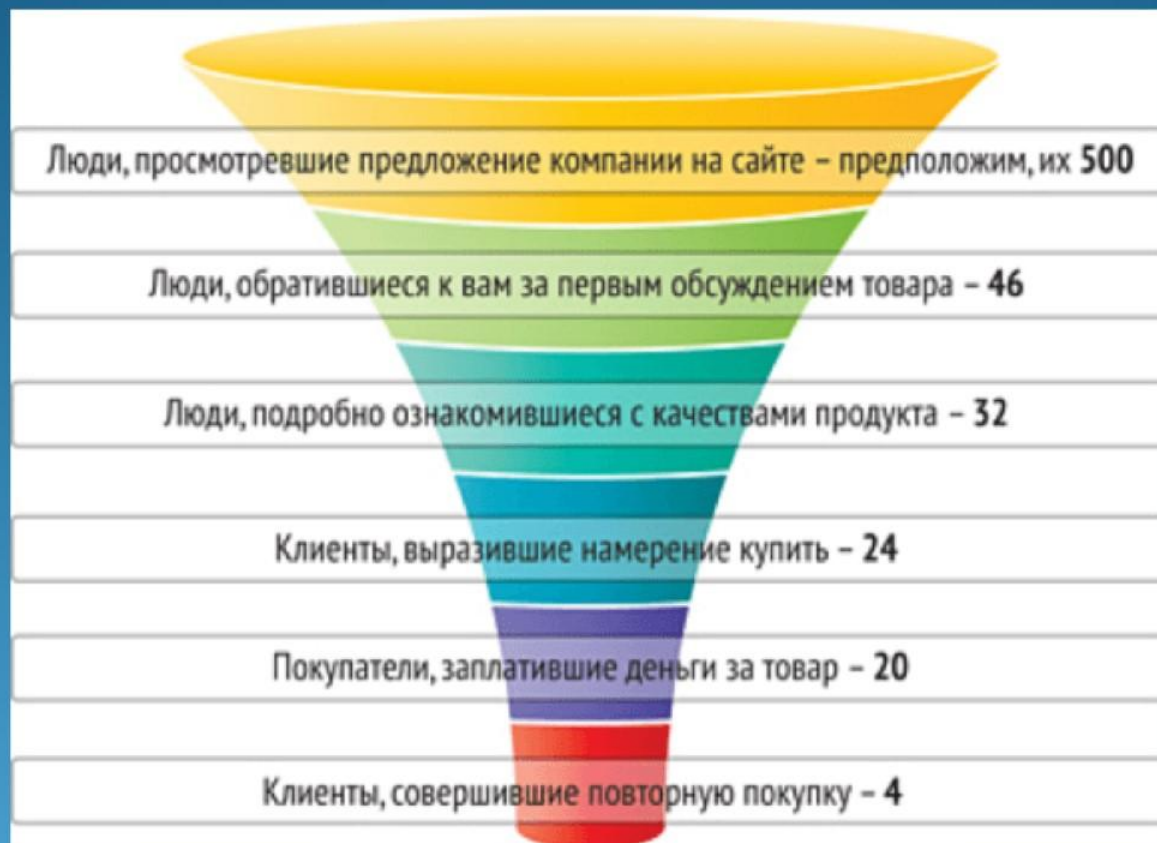 Люди, просмотревшие предложение компании на сайте – предположим, их 500
Люди, обратившиеся к вам за первым обсуждением товара – 46
Люди, подробно ознакомившиеся с качествами продукта – 32
Клиенты, выразившие намерение купить – 24
Покупатели, заплатившие деньги за товар – 20
Клиенты, совершившие повторную покупку – 4